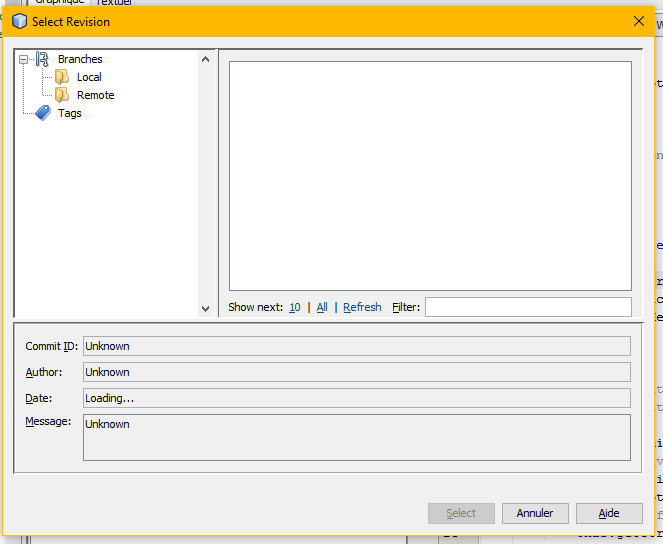 Graphique Textuel
Select Revision
Branches
Local
Remote
Tags
Show next: 10 | All | Refresh Filter:
Commit ID: Unknown
Author: Unknown
Date: Loading...
Message: Unknown
Select Annuler Aide